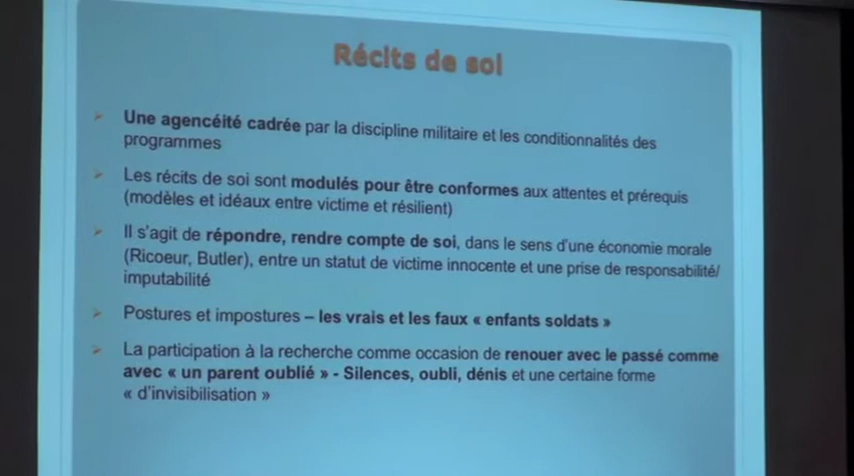 Récits de soi
Une agencéité cadrée par la discipline militaire et les conditionnalités des
programmes
Les récits de soi sont modulés pour être conformes aux attentes et prérequis
(modèles et idéaux entre victime et résilient)
Il s'agit de répondre, rendre compte de soi, dans le sens d'une économie morale
(Ricoeur, Butler), entre un statut de victime innocente et une prise de responsabilité/
imputabilité
Postures et impostures – les vrais et les faux « enfants soldats »
La participation à la recherche comme occasion de renouer avec le passé comme
avec « un parent oublié » - Silences, oubli, dénis et une certaine forme
« d'invisibilisation »